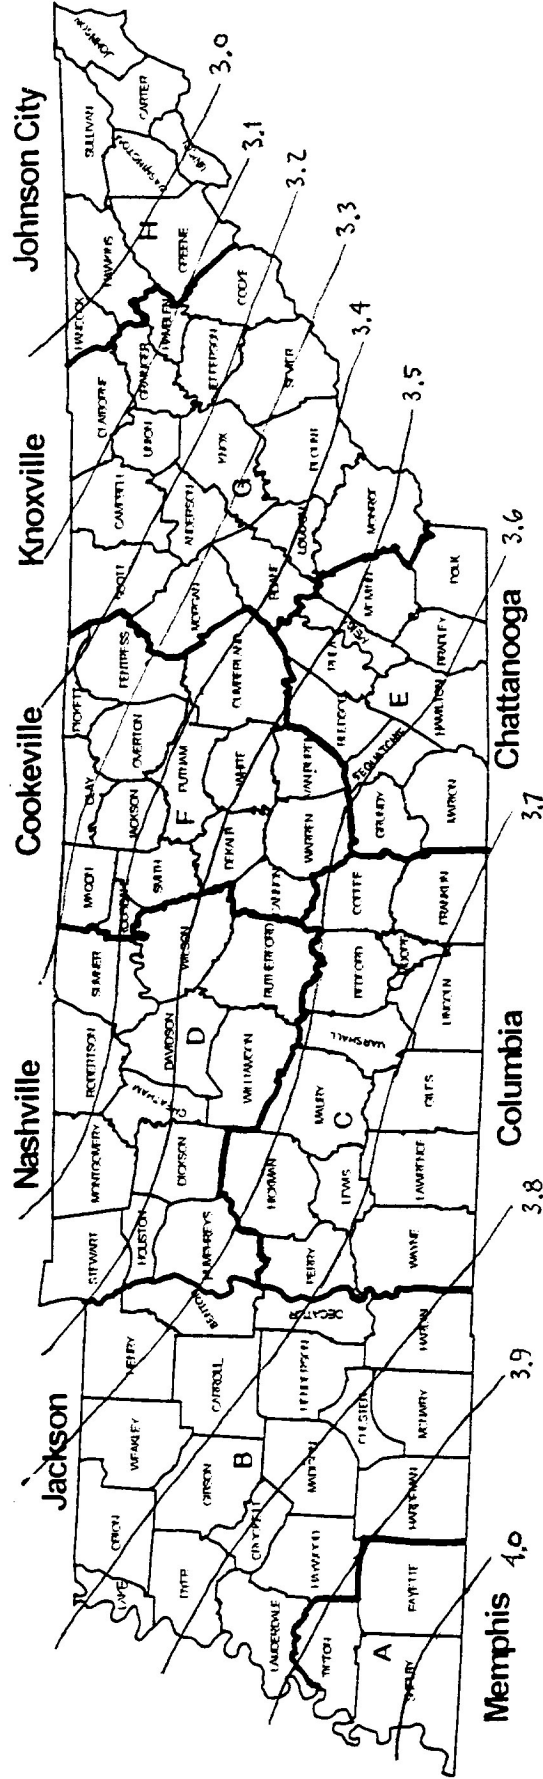 Johnson City
Knoxville
Cookeville
Nashville
Jackson
Memphis
Columbia
Chattanooga
3.0
3.1
3.2
3.3
3.4
3.5
3.6
3.7
3.8
3.9
4.0
JOHNSON
SULLIVAN
CARTER
WASHINGTON
HAWKINS
H
GREENE
HANCOCK
HAMBLEN
COCKE
GRAINGER
JEFFERSON
CLAIBORNE
SEVIER
UNION
KNOX
CAMPBELL
G
BLOUNT
ANDERSON
LOUDON
MONROE
SCOTT
MORGAN
ROANE
POLK
FENTRESS
CUMBERLAND
RHEA
BRADLEY
PICKETT
OVERTON
WHITE
BLEDSOE
E
HAMILTON
CLAY
PUTNAM
VAN BUREN
SEQUATCHIE
JACKSON
F
DEKALB
WARREN
GRUNDY
MARION
MACON
SMITH
CANNON
COFFEE
FRANKLIN
SUMNER
WILSON
RUTHERFORD
BEDFORD
MOORE
LINCOLN
ROBERTSON
DAVIDSON
D
WILLIAMSON
MARSHALL
MAURY
C
GILES
MONTGOMERY
DICKSON
HICKMAN
LEWIS
LAWRENCE
STEWART
HOUSTON
HUMPHREYS
PERRY
WAYNE
BENTON
HENRY
CARROLL
HENDERSON
HARDIN
WEAKLEY
GIBSON
B
MADISON
CHESTER
MCNAIRY
OBION
CROCKETT
HARDEMAN
LAKE
DYER
HAYWOOD
LAUDERDALE
TIPTON
FAYETTE
A
SHELBY